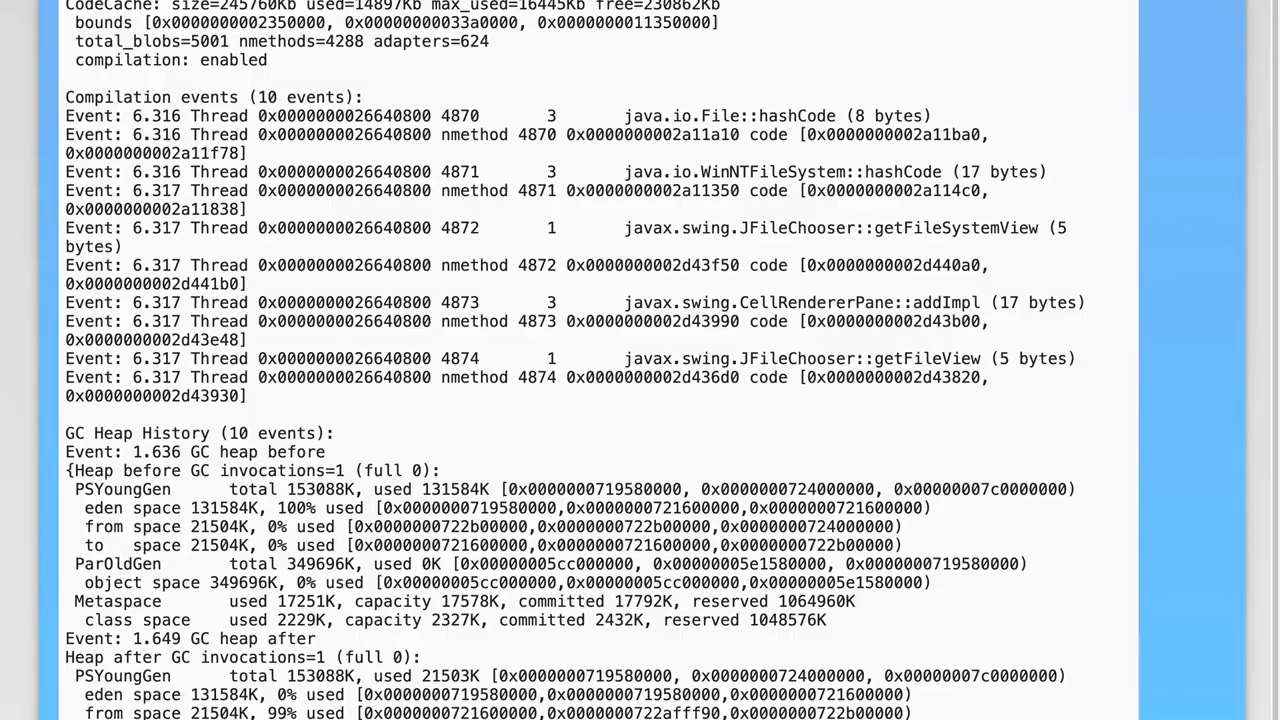 CodeCache: size=245760Kb used=14897Kb max_used=16445Kb free=230862Kb
bounds [0x0000000002350000, 0x00000000033a0000, 0x0000000011350000]
total_blobs=5001 nmethods=4288 adapters=624
compilation: enabled
Compilation events (10 events):
Event: 6.316 Thread 0x0000000026640800 4870 3 java.io.File::hashCode (8 bytes)
Event: 6.316 Thread 0x0000000026640800 nmethod 4870 0x0000000002a11a10 code [0x0000000002a11ba0,
0x0000000002a11f78]
Event: 6.316 Thread 0x0000000026640800 4871 3 java.io.WinNTFileSystem::hashCode (17 bytes)
Event: 6.317 Thread 0x0000000026640800 nmethod 4871 0x0000000002a11350 code [0x0000000002a114c0,
0x0000000002a11838]
Event: 6.317 Thread 0x0000000026640800 4872 1 javax.swing.JFileChooser::getFileSystemView (5
bytes)
Event: 6.317 Thread 0x0000000026640800 nmethod 4872 0x0000000002d43f50 code [0x0000000002d440a0,
0x0000000002d441b0]
Event: 6.317 Thread 0x0000000026640800 4873 3 javax.swing.CellRendererPane::addImpl (17 bytes)
Event: 6.317 Thread 0x0000000026640800 nmethod 4873 0x0000000002d43990 code [0x0000000002d43b00,
0x0000000002d43e48]
Event: 6.317 Thread 0x0000000026640800 4874 1 javax.swing.JFileChooser::getFileView (5 bytes)
Event: 6.317 Thread 0x0000000026640800 nmethod 4874 0x0000000002d436d0 code [0x0000000002d43820,
0x0000000002d43930]
GC Heap History (10 events):
Event: 1.636 GC heap before
{Heap before GC invocations=1 (full 0):
PSYoungGen total 153088K, used 131584K [0x0000000719580000, 0x0000000724000000, 0x00000007c0000000)
eden space 131584K, 100% used [0x0000000719580000,0x0000000721600000,0x0000000721600000)
from space 21504K, 0% used [0x0000000722b00000,0x0000000722b00000,0x0000000724000000)
to space 21504K, 0% used [0x0000000721600000,0x0000000721600000,0x0000000722b00000)
ParOldGen total 349696K, used 0K [0x00000005cc000000, 0x00000005e1580000, 0x0000000719580000)
object space 349696K, 0% used [0x00000005cc000000,0x00000005cc000000,0x00000005e1580000)
Metaspace used 17251K, capacity 17578K, committed 17792K, reserved 1064960K
class space used 2229K, capacity 2327K, committed 2432K, reserved 1048576K
Event: 1.649 GC heap after
Heap after GC invocations=1 (full 0):
PSYoungGen total 153088K, used 21503K [0x0000000719580000, 0x0000000724000000, 0x00000007c0000000)
eden space 131584K, 0% used [0x0000000719580000,0x0000000719580000,0x0000000721600000)
from space 21504K, 99% used [0x0000000721600000,0x0000000722afff90,0x0000000722b00000)